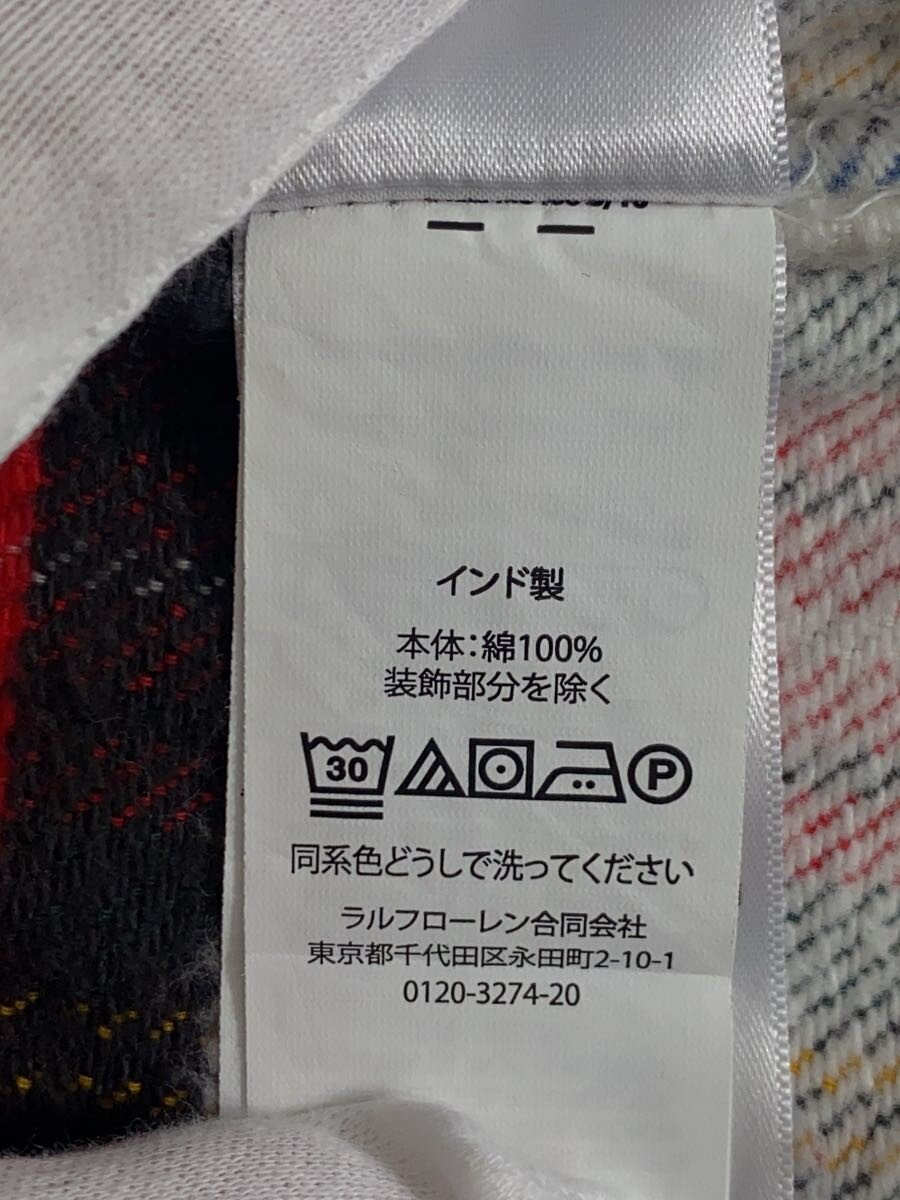 インド製
本体:綿100%
装飾部分を除く
30
P
同系色どうしで洗ってください
ラルフローレン合同会社
東京都千代田区永田町2-10-1
0120-3274-20